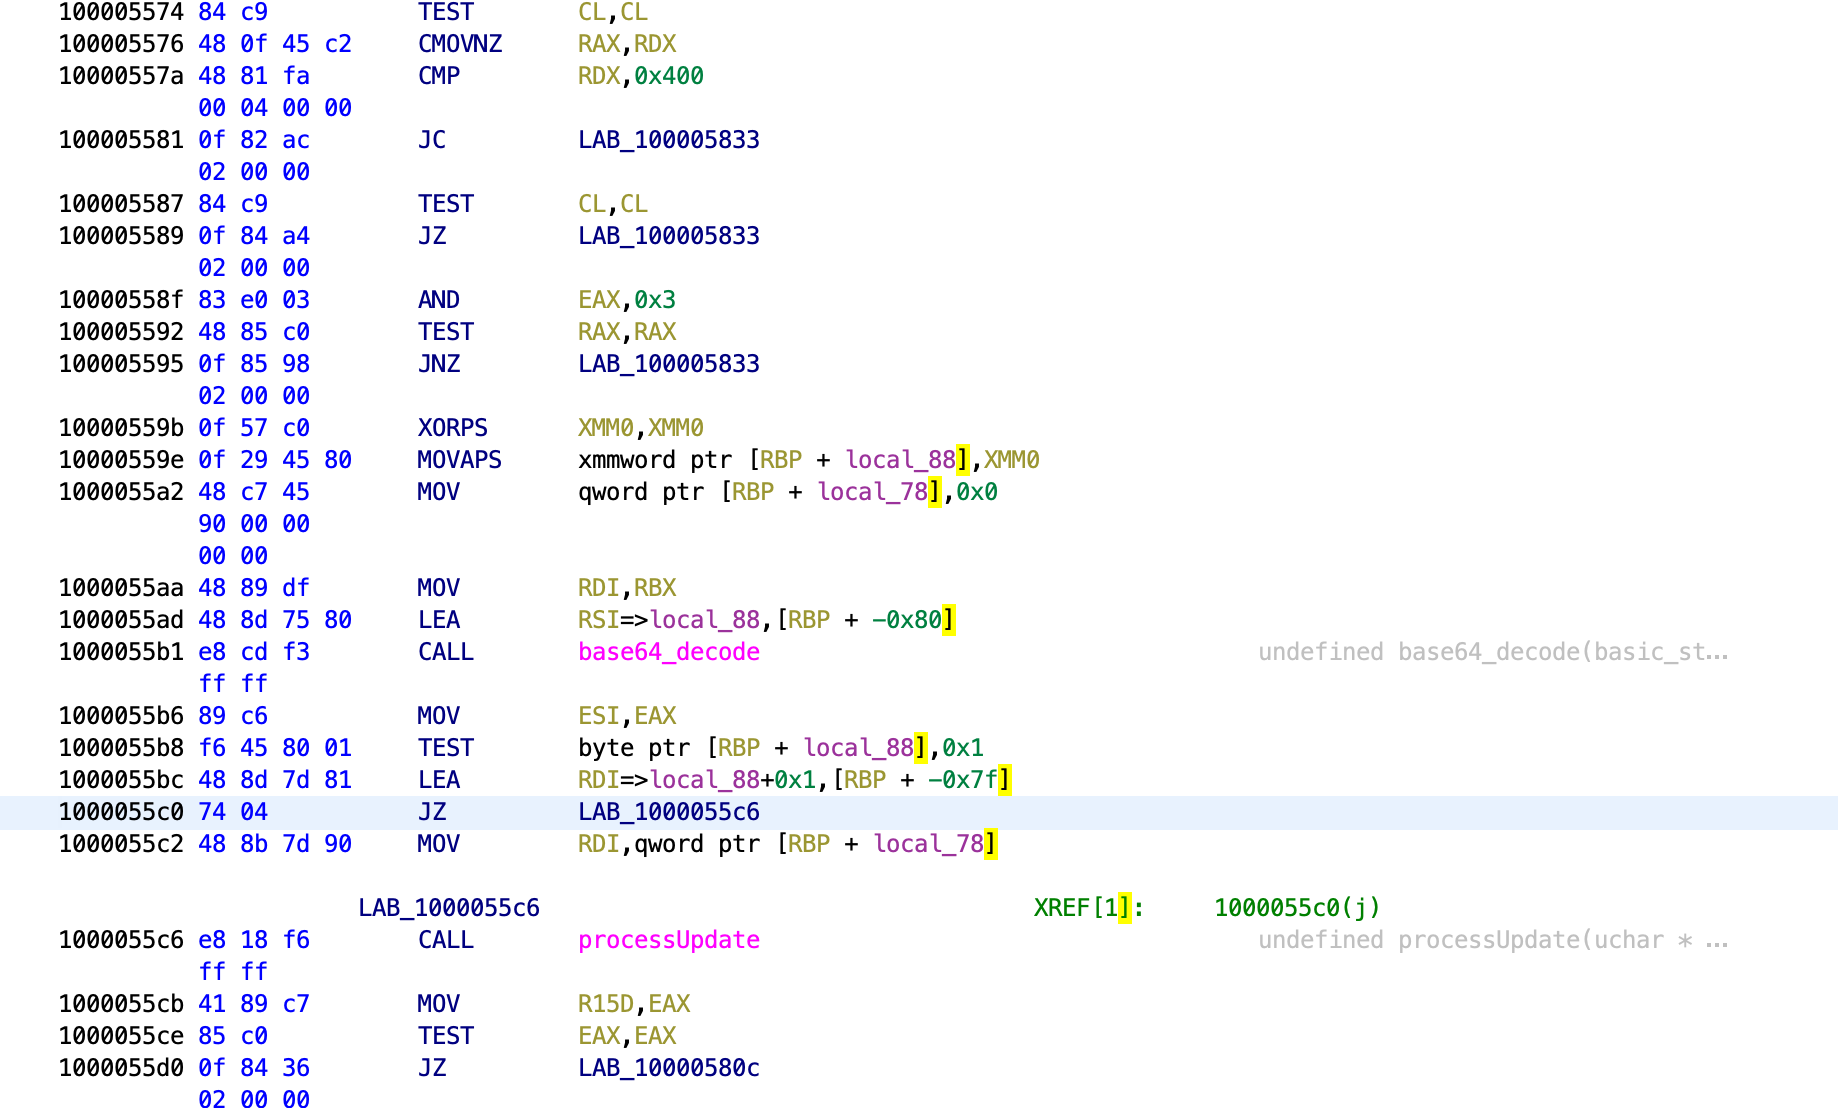 100005574 84 c9 TEST CL,CL
100005576 48 0f 45 c2 CMOVNZ RAX,RDX
10000557a 48 81 fa CMP RDX,0x400
00 04 00 00
100005581 0f 82 ac JC LAB_100005833
02 00 00
100005587 84 c9 TEST CL,CL
100005589 0f 84 a4 JZ LAB_100005833
02 00 00
10000558f 83 e0 03 AND EAX,0x3
100005592 48 85 c0 TEST RAX,RAX
100005595 0f 85 98 JNZ LAB_100005833
02 00 00
10000559b 0f 57 c0 XORPS XMM0,XMM0
10000559e 0f 29 45 80 MOVAPS xmmword ptr [RBP + local_88],XMM0
1000055a2 48 c7 45 MOV qword ptr [RBP + local_78],0x0
90 00 00
00 00
1000055aa 48 89 df MOV RDI,RBX
1000055ad 48 8d 75 80 LEA RSI=>local_88,[RBP + -0x80]
1000055b1 e8 cd f3 CALL base64_decode undefined base64_decode(basic_st...
ff ff
1000055b6 89 c6 MOV ESI,EAX
1000055b8 f6 45 80 01 TEST byte ptr [RBP + local_88],0x1
1000055bc 48 8d 7d 81 LEA RDI=>local_88+0x1,[RBP + -0x7f]
1000055c0 74 04 JZ LAB_1000055c6
1000055c2 48 8b 7d 90 MOV RDI,qword ptr [RBP + local_78]
LAB_1000055c6 XREF[1]: 1000055c0(j)
1000055c6 e8 18 f6 CALL processUpdate undefined processUpdate(uchar * ...
ff ff
1000055cb 41 89 c7 MOV R15D,EAX
1000055ce 85 c0 TEST EAX,EAX
1000055d0 0f 84 36 JZ LAB_10000580c
02 00 00